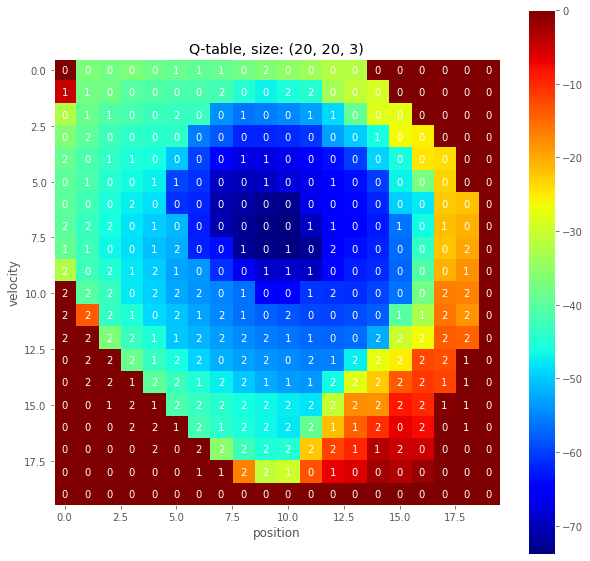 Q-table, size: (20, 20, 3)
0 0 0 0 0 1 1 1 0 2 0 0 0 0 0 0 0 0 0 0
1 1 0 0 0 0 0 2 0 0 2 2 0 0 0 0 0 0 0 0
0 1 1 0 0 2 0 0 1 0 0 1 1 0 0 0 0 0 0 0
0 2 0 0 0 0 0 0 0 0 0 0 0 0 1 0 0 0 0 0
2 0 1 1 0 0 0 0 1 1 0 0 0 0 0 0 0 0 0 0
0 1 0 0 1 1 0 0 0 1 0 0 1 0 0 0 0 0 0 0
0 0 0 2 0 0 0 0 0 0 0 0 0 0 0 0 0 0 0 0
2 2 2 0 1 0 0 0 0 0 0 1 1 0 0 1 0 1 0 0
1 1 0 0 1 2 0 0 1 0 1 0 2 0 0 0 0 2 2 0
2 0 2 1 2 1 0 0 0 1 1 1 0 0 0 0 0 0 1 0
0 2 2 0 2 2 2 0 1 0 0 1 2 0 0 0 0 2 2 0
2 2 2 1 0 2 1 2 1 0 2 0 0 0 0 1 1 2 2 0
0 0 2 2 2 1 2 2 2 2 1 1 0 0 2 2 2 2 2 0
0 2 2 2 1 2 2 1 2 2 0 2 1 2 2 2 2 2 1 0
0 2 2 1 2 2 1 2 2 1 1 1 2 2 2 2 2 1 1 0
0 0 1 2 1 2 2 2 2 2 2 2 2 2 2 2 2 1 1 0
0 0 0 2 2 1 2 2 2 2 2 2 1 1 2 2 2 0 1 0
0 0 0 0 2 0 2 2 2 2 2 2 2 2 1 2 0 0 0 0
0 0 0 0 0 0 1 1 2 2 1 0 0 0 0 0 0 0 0 0
0 0 0 0 0 0 0 0 0 0 0 0 0 0 0 0 0 0 0 0
0.0
2.5
5.0
7.5
10.0
12.5
15.0
17.5
velocity
0.0 2.5 5.0 7.5 10.0 12.5 15.0 17.5
position
0
−10
−20
−30
−40
−50
−60
−70